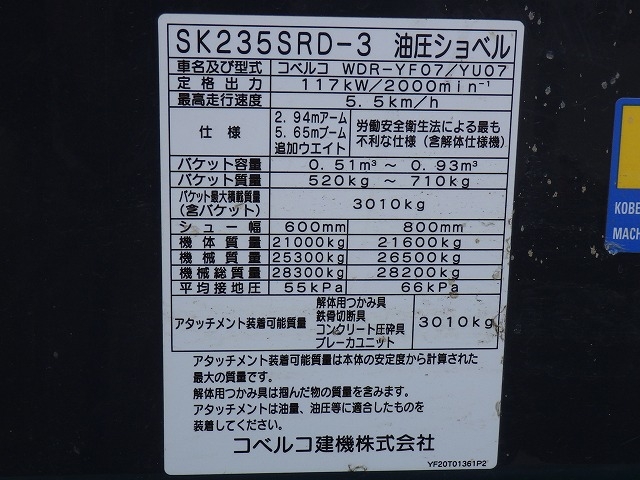 SK235SRD-3 油圧ショベル
車名及び型式 コベルコ WDR-YF07/YU07
定格出力 117kW/2000min⁻¹
最高走行速度 5.5km/h
仕様 2.94mアーム 5.65mブーム 追加ウエイト 労働安全衛生法による最も不利な仕様(含解体仕様機)
バケット容量 0.51m³ ~ 0.93m³
バケット質量 520kg ~ 710kg
バケット最大積載質量(含バケット) 3010kg
シュー幅 600mm 800mm
機体質量 21000kg 21600kg
機械質量 25300kg 26500kg
機械総質量 28300kg 28200kg
平均接地圧 55kPa 66kPa
アタッチメント装着可能質量 解体用つかみ具 鉄骨切断具 コンクリート圧砕具 ブレーカユニット 3010kg
アタッチメント装着可能質量は本体の安定度から計算された
最大の質量です。
解体用つかみ具は掴んだ物の質量を含みます。
アタッチメントは油量、油圧等に適合したものを
装着してください。
コベルコ建機株式会社
YF20T01361P2
KOBE
MACH